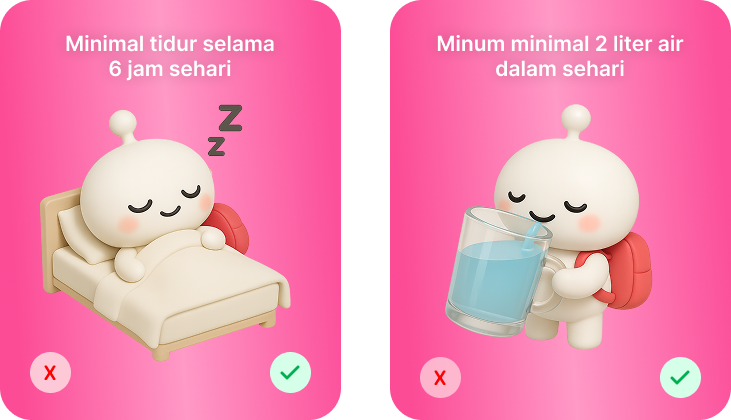 Minimal tidur selama
6 jam sehari
Z
z
X
Minum minimal 2 liter air
dalam sehari
X